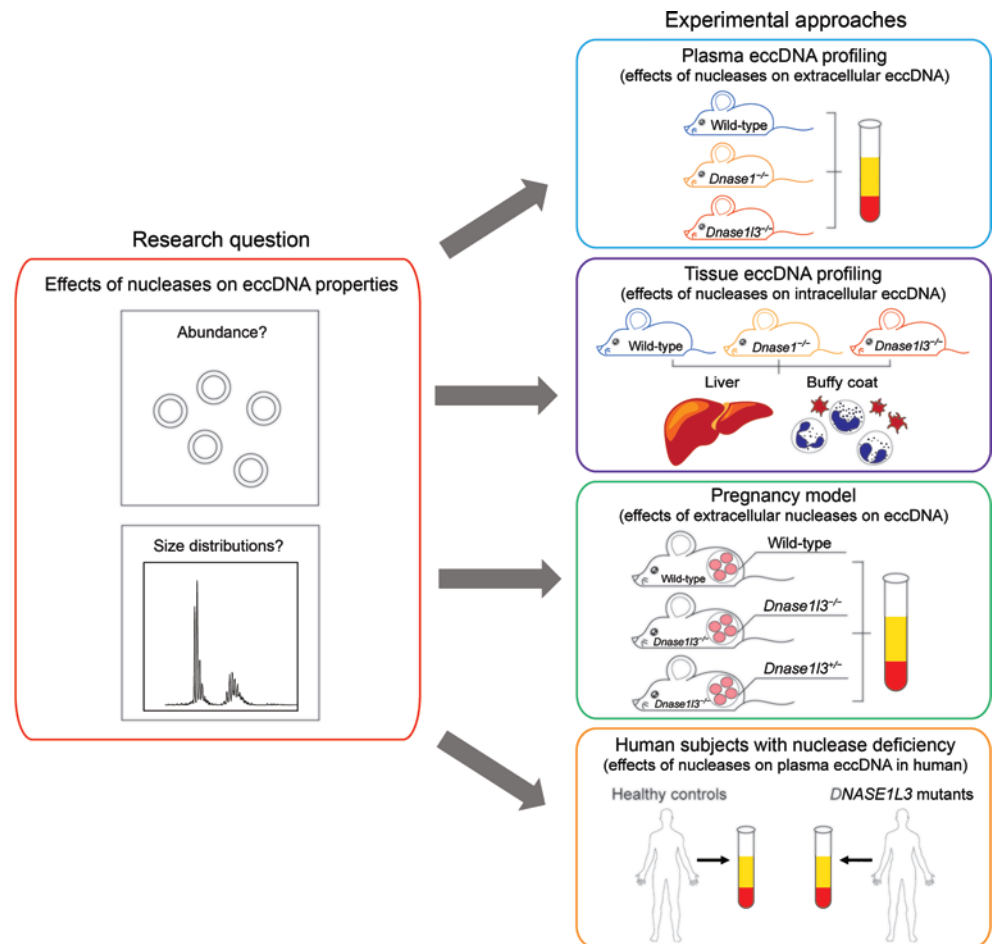 Research question
Effects of nucleases on eccDNA properties
Abundance?
Size distributions?
Experimental approaches
Plasma eccDNA profiling
(effects of nucleases on extracellular eccDNA)
Wild-type
Dnase1−/−
Dnase1l3−/−
Tissue eccDNA profiling
(effects of nucleases on intracellular eccDNA)
Wild-type
Dnase1−/−
Dnase1l3−/−
Liver
Buffy coat
Pregnancy model
(effects of extracellular nucleases on eccDNA)
Wild-type
Wild-type
Dnase1l3−/−
Dnase1l3−/−
Dnase1l3+/−
Dnase1l3−/−
Human subjects with nuclease deficiency
(effects of nucleases on plasma eccDNA in human)
Healthy controls
DNASE1L3 mutants